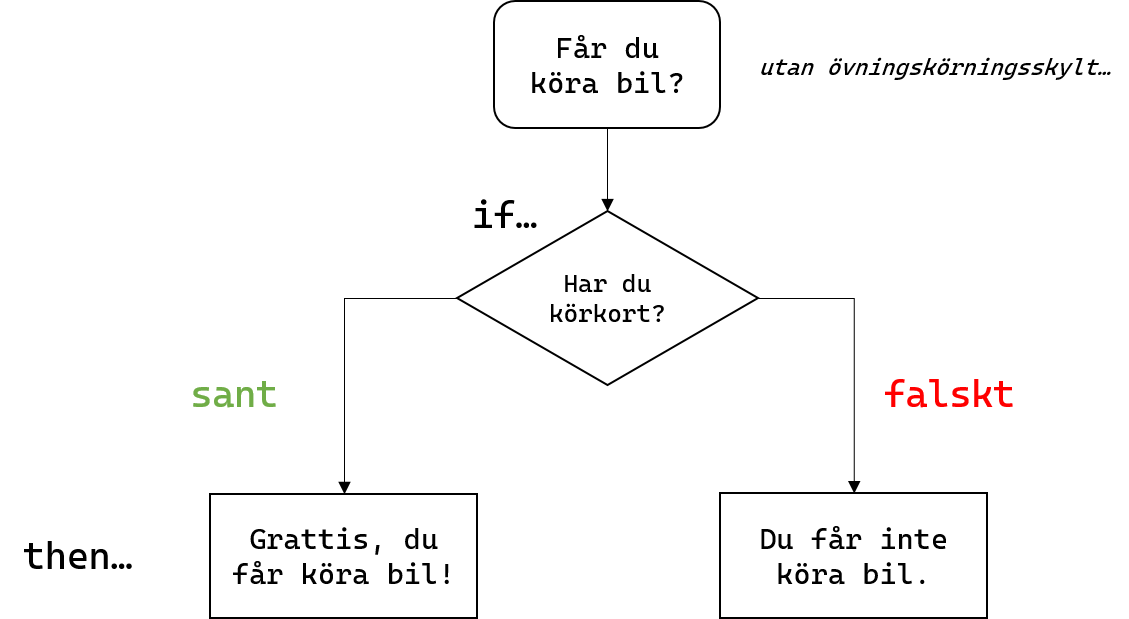 Får du
köra bil?
utan övningskörningsskylt…
if…
Har du
körkort?
sant
falskt
then…
Grattis, du
får köra bil!
Du får inte
köra bil.